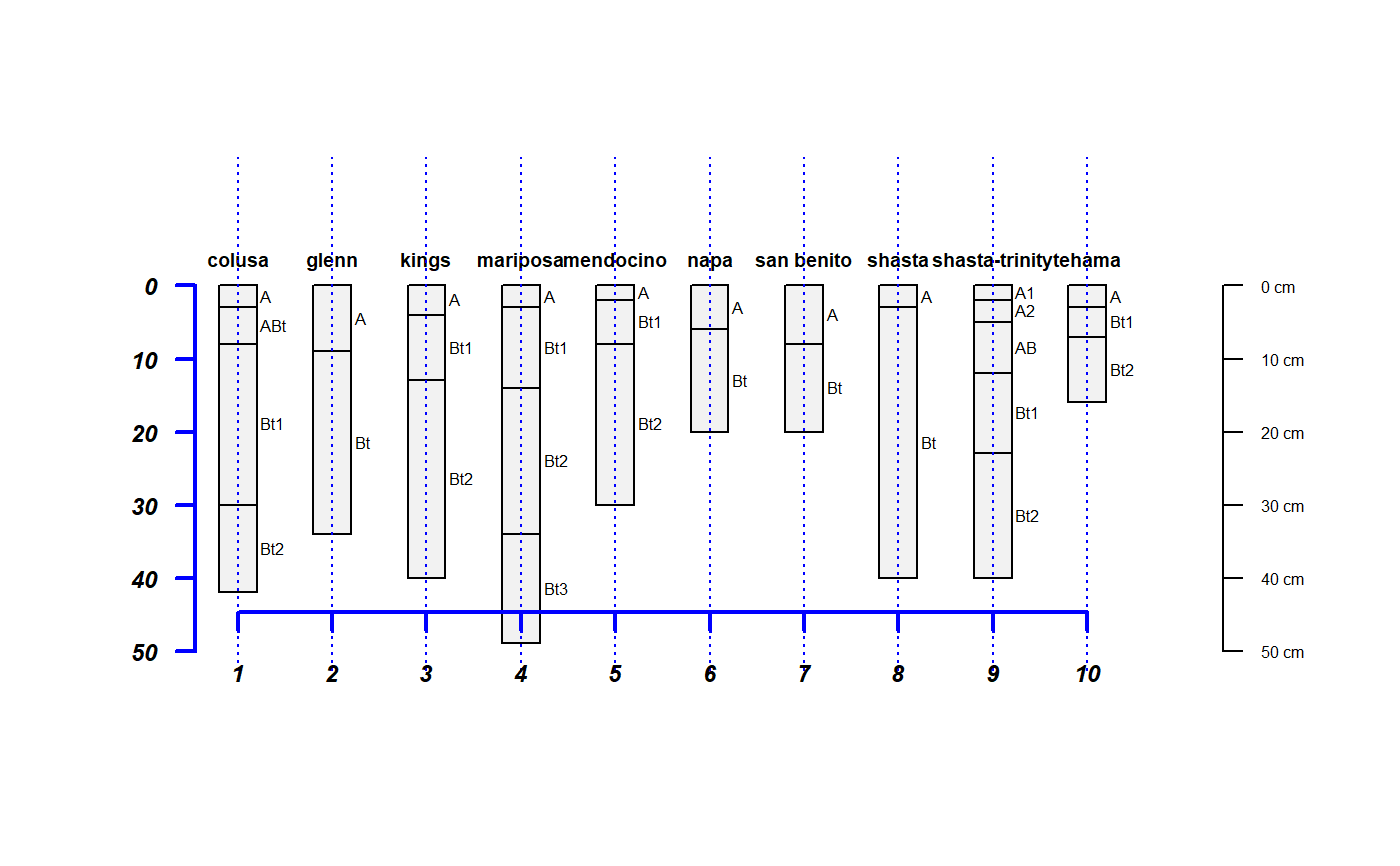 colusa glenn kings mariposa mendocino napa san benito shasta shasta-trinity tehama
0 A A A A A A A A A1 A 0 cm
ABt Bt1 Bt1 Bt1 A2 Bt1
10 AB Bt2 10 cm
Bt Bt
Bt1 Bt2 Bt1
20 Bt Bt2 Bt 20 cm
Bt2
30 Bt2 30 cm
Bt2
40 Bt3 40 cm
50 50 cm
1 2 3 4 5 6 7 8 9 10